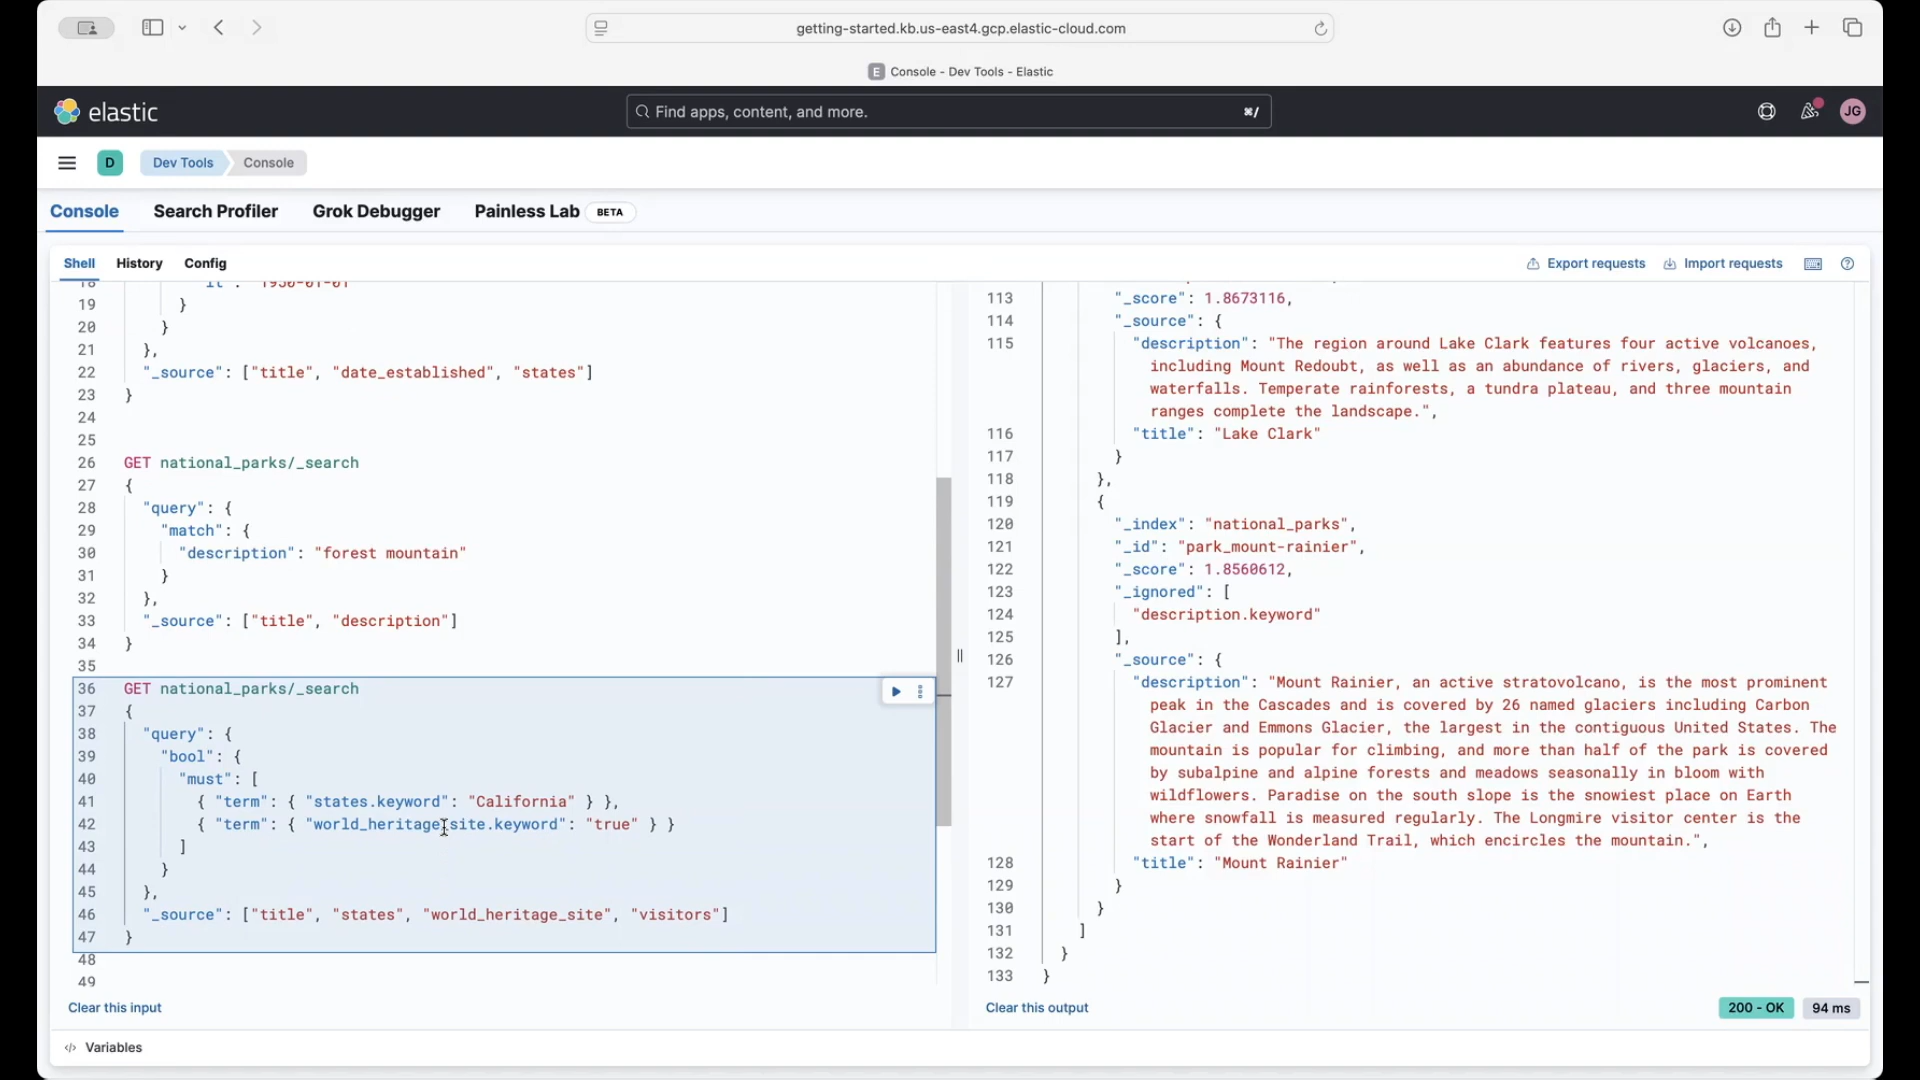 getting-started.kb.us-east4.gcp.elastic-cloud.com
E Console - Dev Tools - Elastic
elastic
Find apps, content, and more.
⌘/
JG
D
Dev Tools
Console
Console
Search Profiler
Grok Debugger
Painless Lab
BETA
Shell
History
Config
Export requests
Import requests
19 }
20 }
21 },
22 "_source": ["title", "date_established", "states"]
23 }
24
25
26 GET national_parks/_search
27 {
28 "query": {
29 "match": {
30 "description": "forest mountain"
31 }
32 },
33 "_source": ["title", "description"]
34 }
35
36 GET national_parks/_search
37 {
38 "query": {
39 "bool": {
40 "must": [
41 { "term": { "states.keyword": "California" } },
42 { "term": { "world_heritage_site.keyword": "true" } }
43 ]
44 }
45 },
46 "_source": ["title", "states", "world_heritage_site", "visitors"]
47 }
48
49
Clear this input
113 "_score": 1.8673116,
114 "_source": {
115 "description": "The region around Lake Clark features four active volcanoes,
including Mount Redoubt, as well as an abundance of rivers, glaciers, and
waterfalls. Temperate rainforests, a tundra plateau, and three mountain
ranges complete the landscape.",
116 "title": "Lake Clark"
117 }
118 },
119 {
120 "_index": "national_parks",
121 "_id": "park_mount-rainier",
122 "_score": 1.8560612,
123 "_ignored": [
124 "description.keyword"
125 ],
126 "_source": {
127 "description": "Mount Rainier, an active stratovolcano, is the most prominent
peak in the Cascades and is covered by 26 named glaciers including Carbon
Glacier and Emmons Glacier, the largest in the contiguous United States. The
mountain is popular for climbing, and more than half of the park is covered
by subalpine and alpine forests and meadows seasonally in bloom with
wildflowers. Paradise on the south slope is the snowiest place on Earth
where snowfall is measured regularly. The Longmire visitor center is the
start of the Wonderland Trail, which encircles the mountain.",
128 "title": "Mount Rainier"
129 }
130 }
131 ]
132 }
133 }
Clear this output
200 - OK
94 ms
Variables